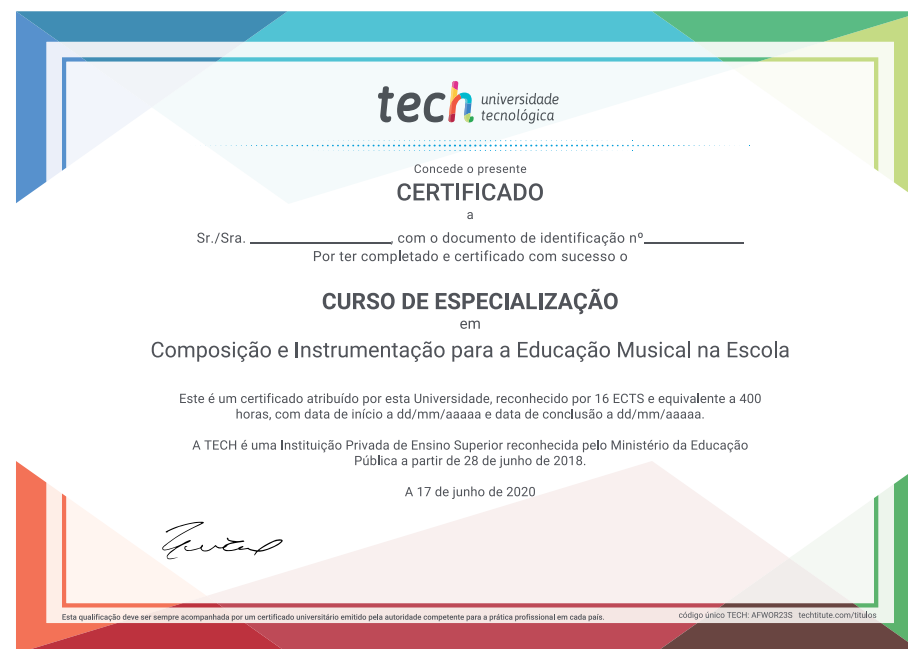 tech universidade
tecnológica
Concede o presente
CERTIFICADO
a
Sr./Sra. ____________________, com o documento de identificação nº______________
Por ter completado e certificado com sucesso o
CURSO DE ESPECIALIZAÇÃO
em
Composição e Instrumentação para a Educação Musical na Escola
Este é um certificado atribuído por esta Universidade, reconhecido por 16 ECTS e equivalente a 400
horas, com data de início a dd/mm/aaaaa e data de conclusão a dd/mm/aaaaa.
A TECH é uma Instituição Privada de Ensino Superior reconhecida pelo Ministério da Educação
Pública a partir de 28 de junho de 2018.
A 17 de junho de 2020
Esta qualificação deve ser sempre acompanhada por um certificado universitário emitido pela autoridade competente para a prática profissional em cada país.
código único TECH: AFWOR23S techtitute.com/titulos